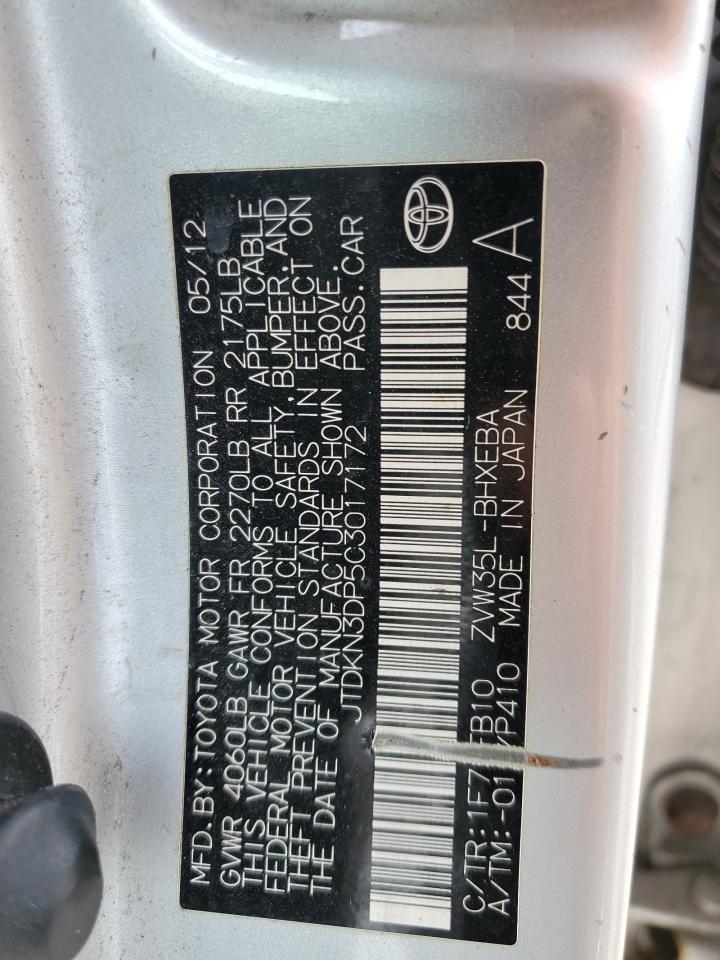 MFD. BY: TOYOTA MOTOR CORPORATION 05/12
GVWR 4060LB GAWR FR 2270LB RR 2175LB
THIS VEHICLE CONFORMS TO ALL APPLICABLE
FEDERAL MOTOR VEHICLE SAFETY, BUMPER, AND
THEFT PREVENTION STANDARDS IN EFFECT ON
THE DATE OF MANUFACTURE SHOWN ABOVE.
JTDKN3DP5C3017172 PASS. CAR
C/TR: 1F7 TB10 ZVW35L-BHXEBA 844 A
A/TM: -01 /P410 MADE IN JAPAN